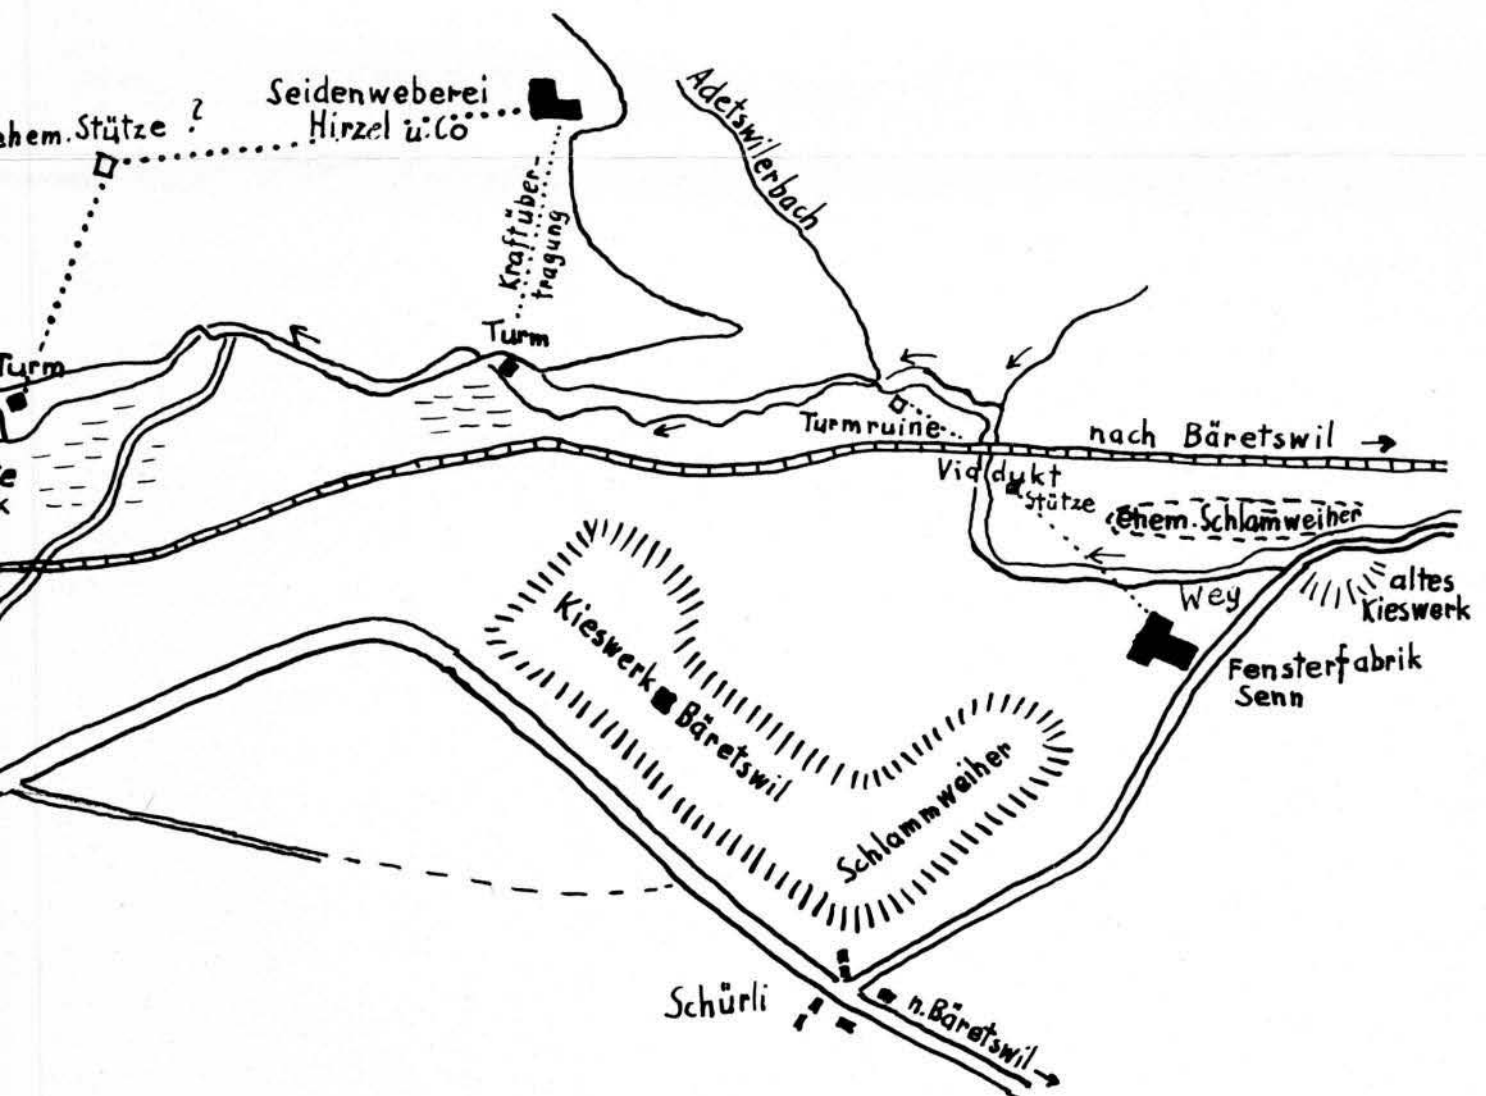 Seidenweberei
Hirzel u. Co
ehem. Stütze ?
Adetswilerbach
Kraftüber-
tragung
Turm
Turm
Turmruine
nach Bäretswil
Viadukt
Stütze
ehem. Schlamweiher
Wey
altes
Kieswerk
Fensterfabrik
Senn
Kieswerk
Bäretswil
Schlammweiher
Schürli
n. Bäretswil